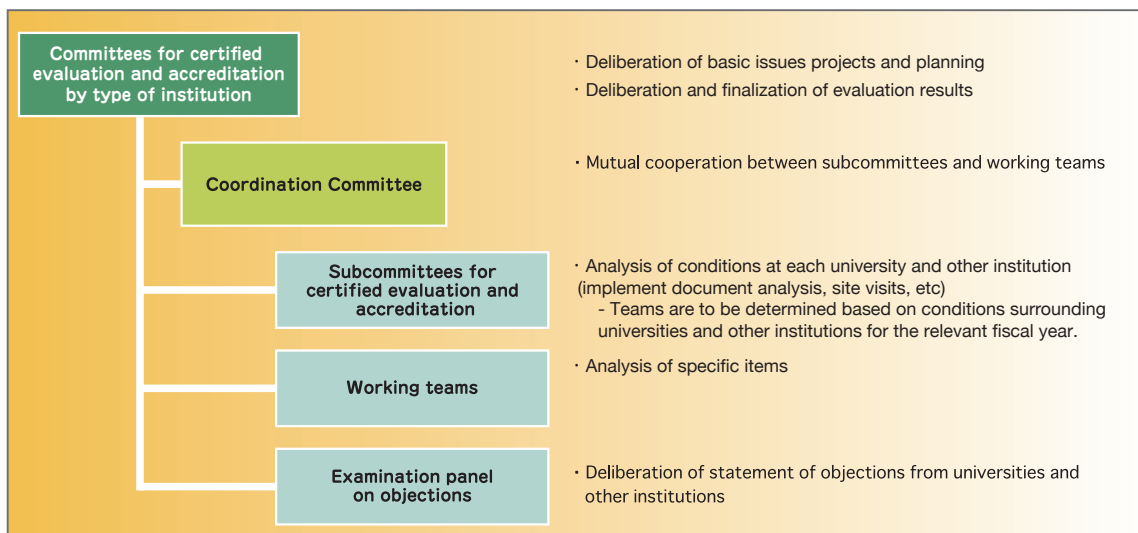 Committees for certified
evaluation and accreditation
by type of institution
・Deliberation of basic issues projects and planning
・Deliberation and finalization of evaluation results
Coordination Committee
・Mutual cooperation between subcommittees and working teams
Subcommittees for
certified evaluation and
accreditation
・Analysis of conditions at each university and other institution
(implement document analysis, site visits, etc)
- Teams are to be determined based on conditions surrounding
universities and other institutions for the relevant fiscal year.
Working teams
・Analysis of specific items
Examination panel
on objections
・Deliberation of statement of objections from universities and
other institutions